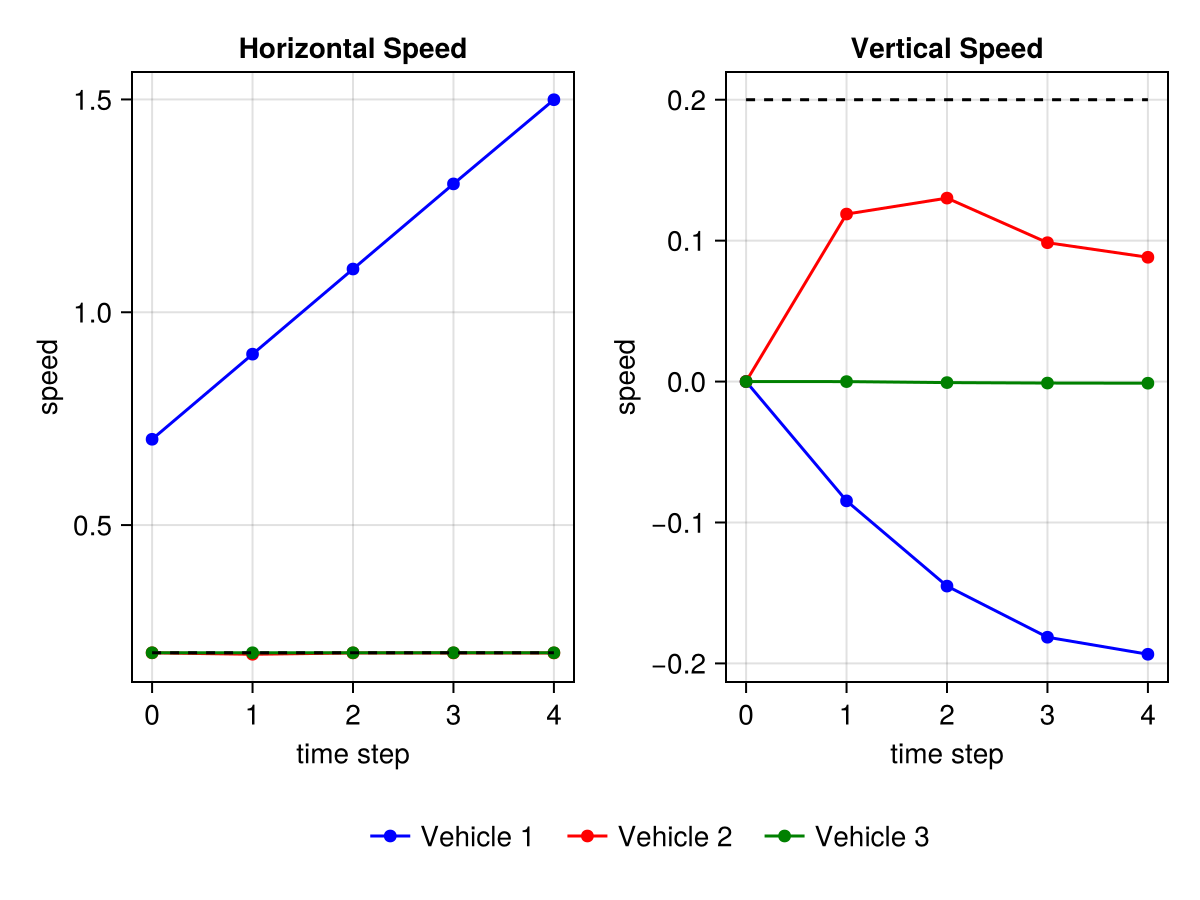 Horizontal Speed
1.5
1.0
0.5
speed
0 1 2 3 4
time step
Vertical Speed
0.2
0.1
0.0
−0.1
−0.2
speed
0 1 2 3 4
time step
Vehicle 1 Vehicle 2 Vehicle 3